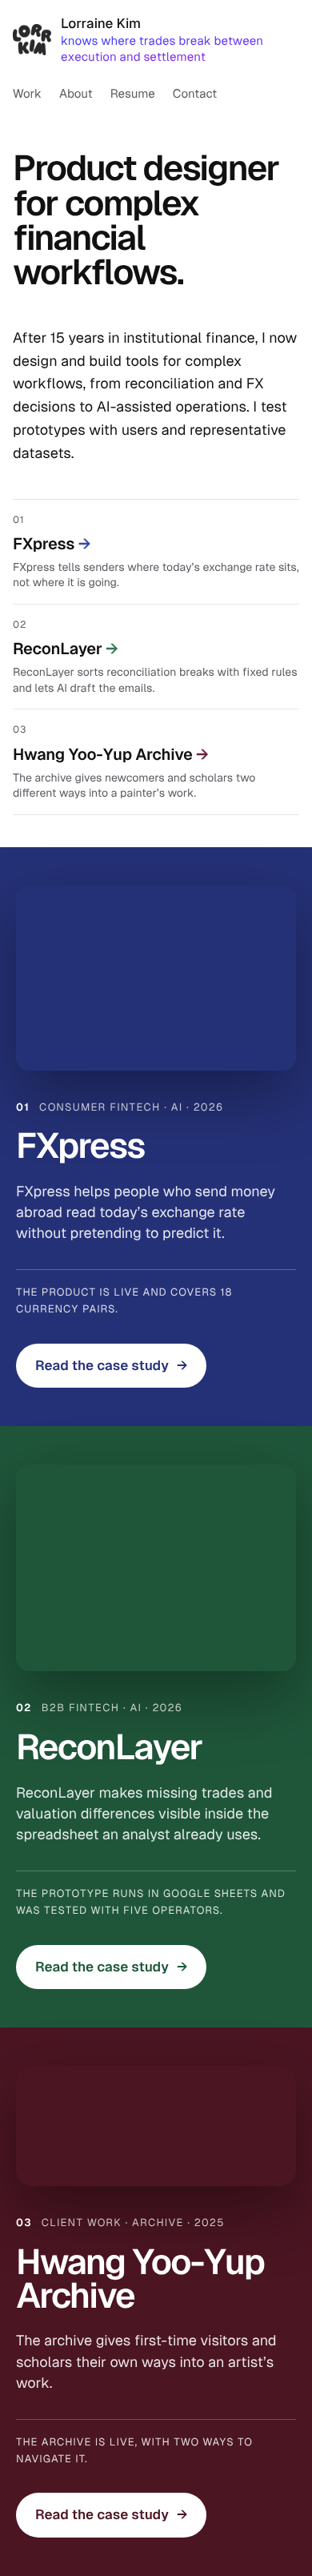 LORR
KIM
Lorraine Kim
knows where trades break between
execution and settlement
Work About Resume Contact
Product designer
for complex
financial
workflows.
After 15 years in institutional finance, I now
design and build tools for complex
workflows, from reconciliation and FX
decisions to AI-assisted operations. I test
prototypes with users and representative
datasets.
01
FXpress →
FXpress tells senders where today's exchange rate sits,
not where it is going.
02
ReconLayer →
ReconLayer sorts reconciliation breaks with fixed rules
and lets AI draft the emails.
03
Hwang Yoo-Yup Archive →
The archive gives newcomers and scholars two
different ways into a painter's work.
01 CONSUMER FINTECH · AI · 2026
FXpress
FXpress helps people who send money
abroad read today's exchange rate
without pretending to predict it.
THE PRODUCT IS LIVE AND COVERS 18
CURRENCY PAIRS.
Read the case study →
02 B2B FINTECH · AI · 2026
ReconLayer
ReconLayer makes missing trades and
valuation differences visible inside the
spreadsheet an analyst already uses.
THE PROTOTYPE RUNS IN GOOGLE SHEETS AND
WAS TESTED WITH FIVE OPERATORS.
Read the case study →
03 CLIENT WORK · ARCHIVE · 2025
Hwang Yoo-Yup
Archive
The archive gives first-time visitors and
scholars their own ways into an artist's
work.
THE ARCHIVE IS LIVE, WITH TWO WAYS TO
NAVIGATE IT.
Read the case study →